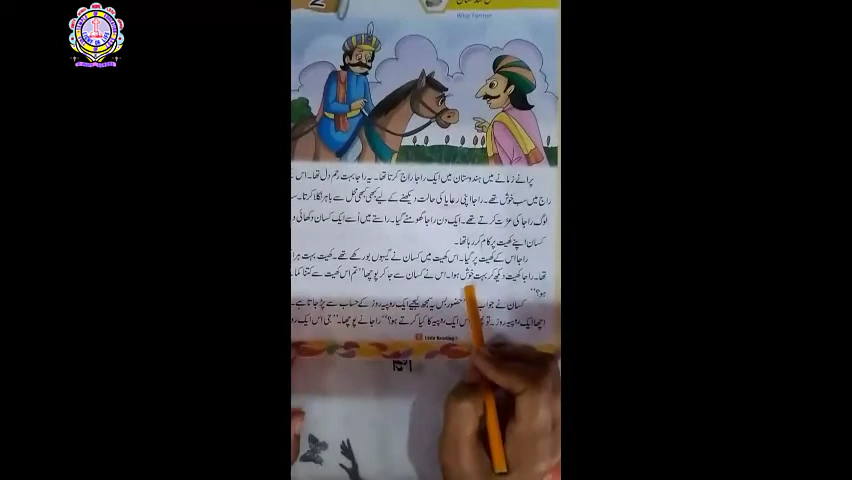 2
Wise Farmer
پرانے زمانے میں ہندوستان میں ایک راجا راج کرتا تھا۔ یہ راجا بہت رحم دل تھا۔ اس
راج میں سب خوش تھے۔ راجا اپنی رعایا کی حالت دیکھنے کے لیے کبھی کبھی محل سے باہر نکلا کرتا۔
لوگ راجا کی عزت کرتے تھے۔ ایک دن راجا گھومنے گیا۔ راستے میں اُسے ایک کسان دکھائی
کسان اپنے کھیت پر کام کر رہا تھا۔
راجا اس کے کھیت پر گیا۔ اس کھیت میں کسان نے گیہوں بو رکھے تھے۔ کھیت بہت ہرا
تھا۔ راجا کھیت دیکھ کر بہت خوش ہوا۔ اس نے کسان سے جا کر پوچھا "تم اس کھیت سے کتنا کما
ہو؟"
کسان نے جواب حضور بس یہ سمجھ لیجیے ایک روپیہ روز کے حساب سے پڑ جاتا ہے۔
اچھا ایک روپیہ روز۔ تو اس ایک روپیہ کا کیا کرتے ہو؟" راجا نے پوچھا۔ "جی اس ایک
Urdu Reading